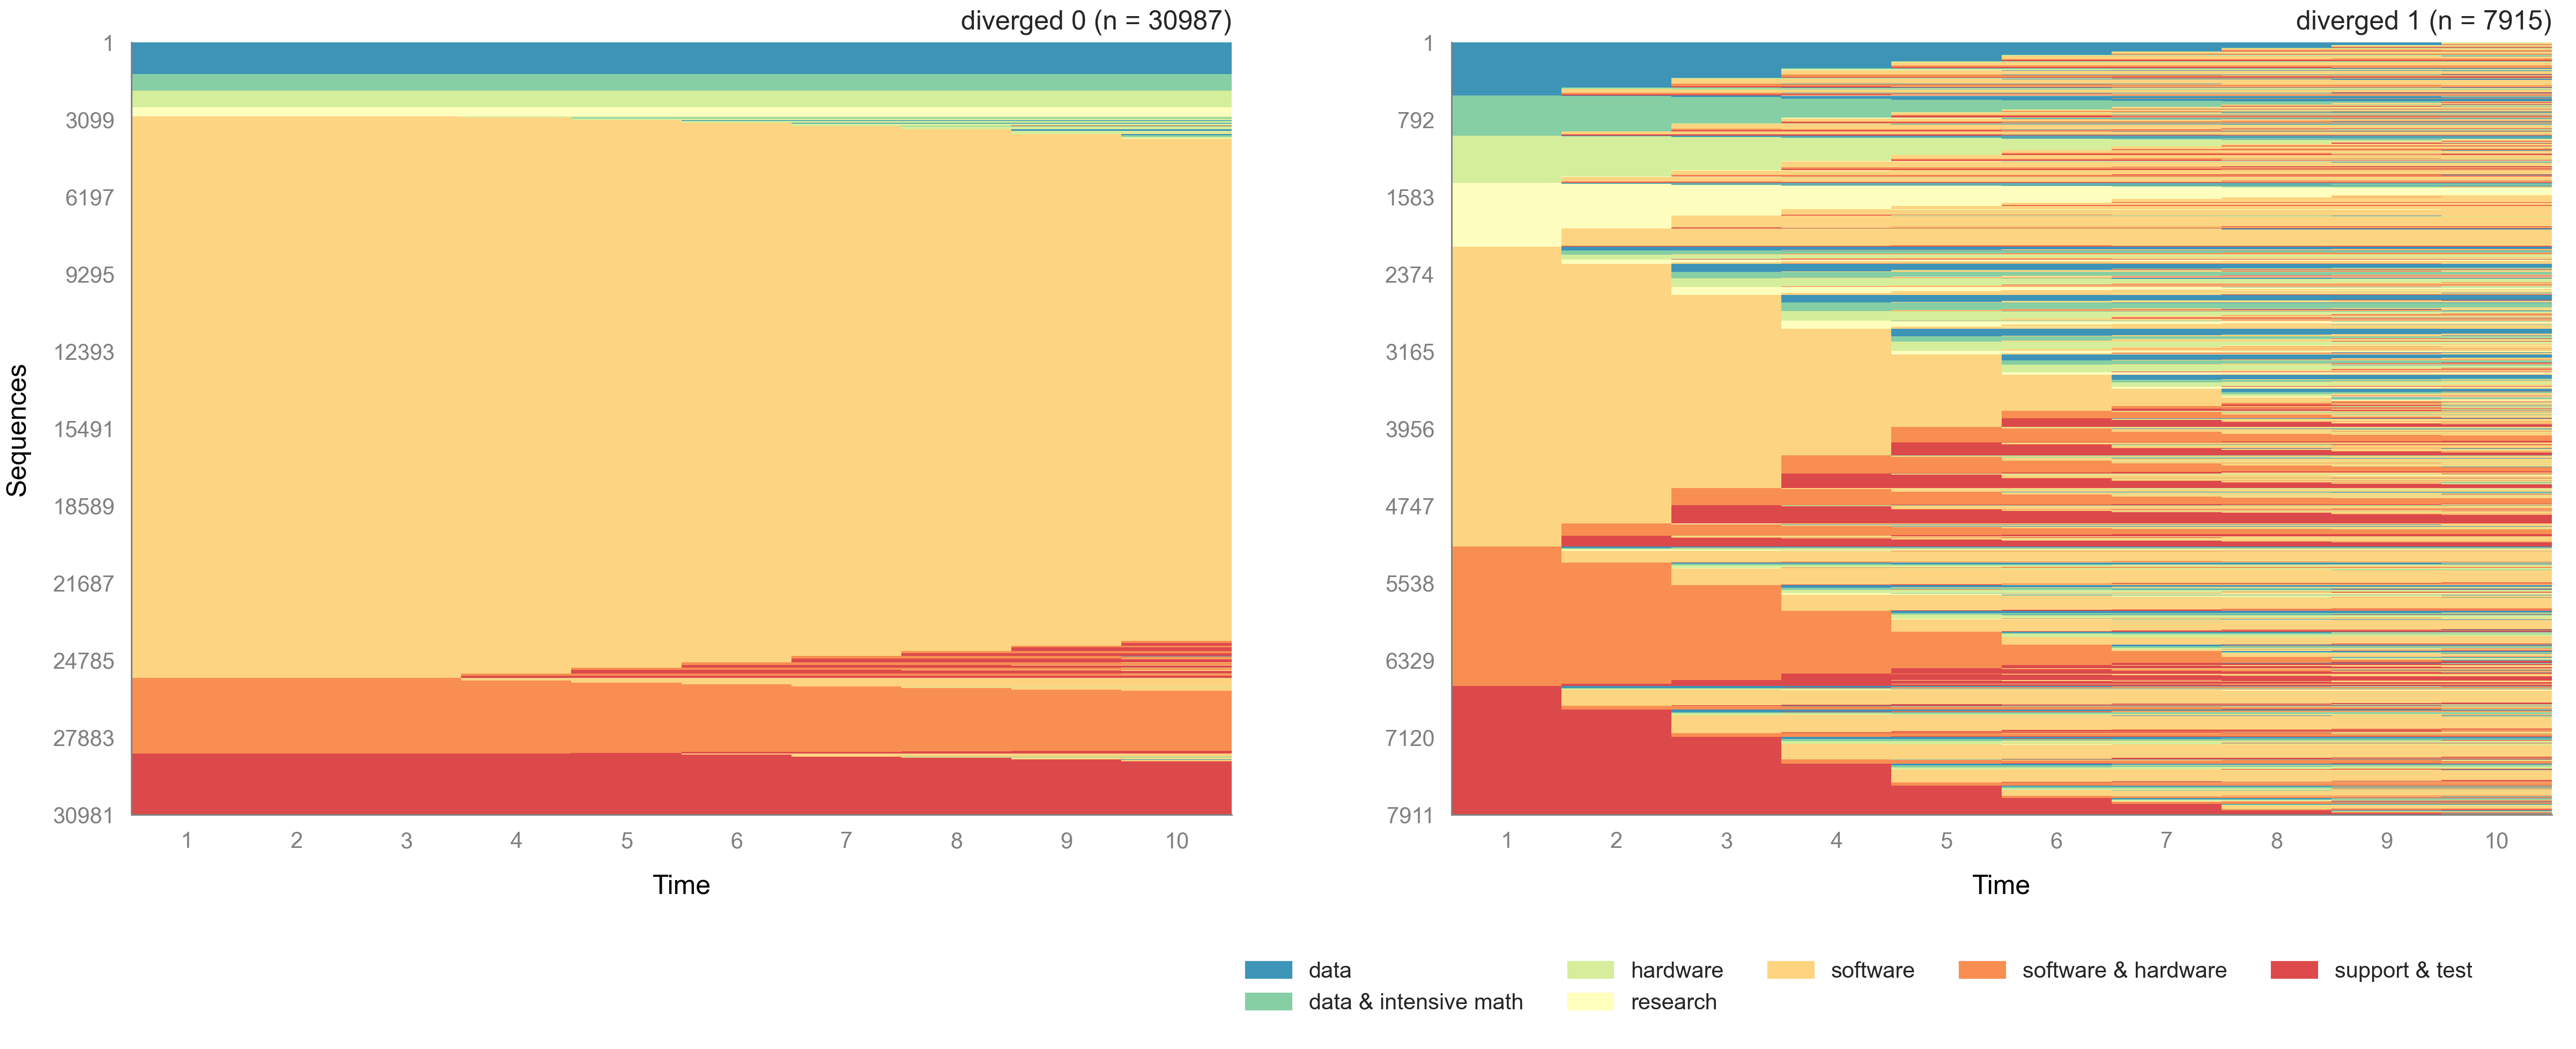 diverged 0 (n = 30987)
1
3099
6197
9295
12393
15491
18589
21687
24785
27883
30981
Sequences
1 2 3 4 5 6 7 8 9 10
Time
diverged 1 (n = 7915)
1
792
1583
2374
3165
3956
4747
5538
6329
7120
7911
1 2 3 4 5 6 7 8 9 10
Time
data hardware software software & hardware support & test
data & intensive math research